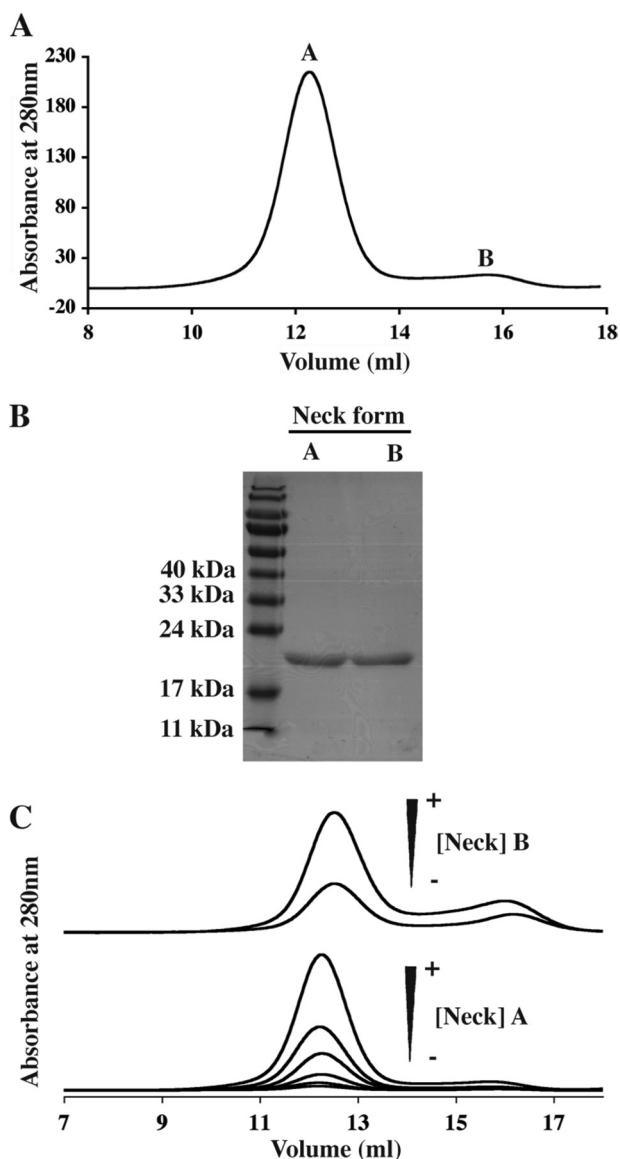 A
Absorbance at 280nm
230
180
130
80
30
-20
A
B
8 10 12 14 16 18
Volume (ml)
B
Neck form
A B
40 kDa
33 kDa
24 kDa
17 kDa
11 kDa
C
Absorbance at 280nm
+
[Neck] B
-
+
[Neck] A
-
7 9 11 13 15 17
Volume (ml)